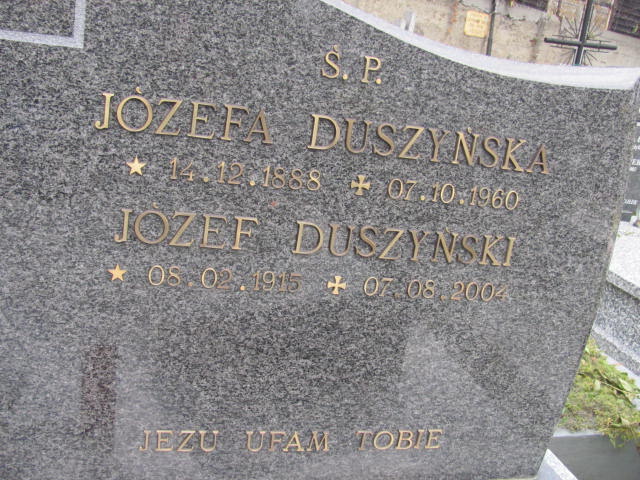 Ś.P.
JÓZEFA DUSZYŃSKA
★ 14.12.1888 ✠ 07.10.1960
JÓZEF DUSZYŃSKI
★ 08.02.1915 ✠ 07.08.2004
JEZU UFAM TOBIE